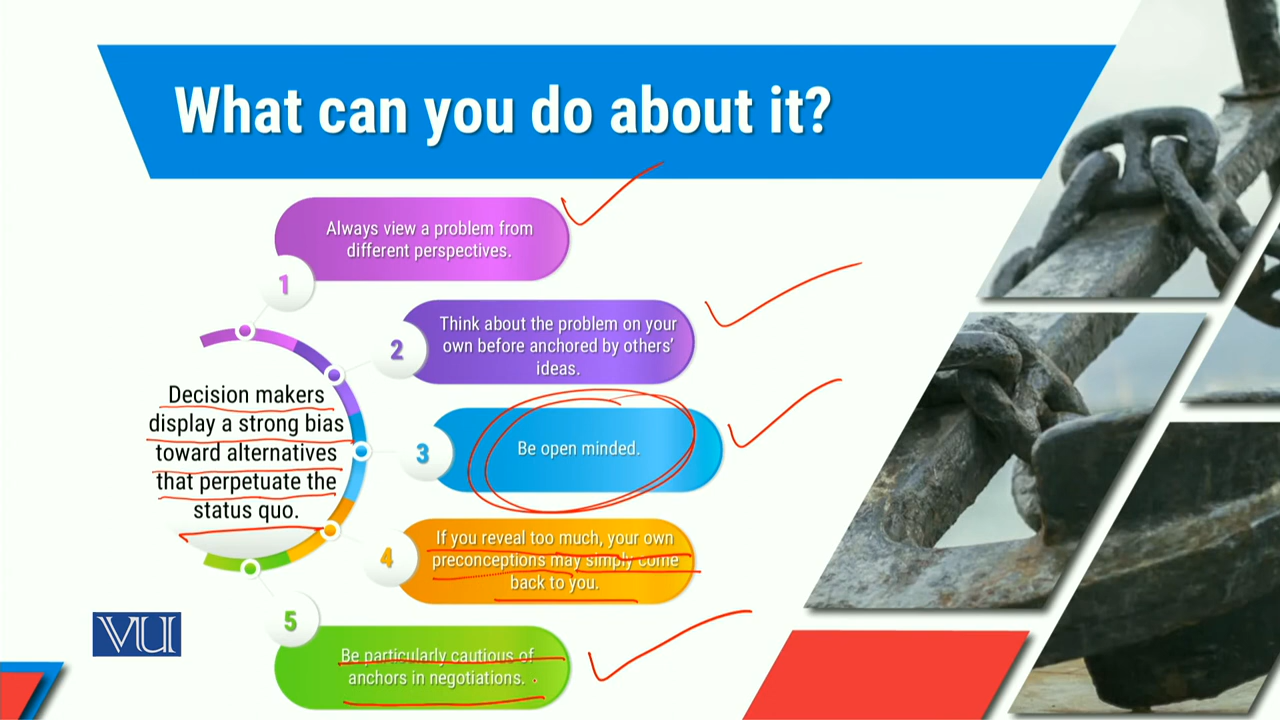 What can you do about it?
Always view a problem from
different perspectives.
1
Think about the problem on your
own before anchored by others’
ideas.
2
Decision makers
display a strong bias
toward alternatives
that perpetuate the
status quo.
Be open minded.
3
If you reveal too much, your own
preconceptions may simply come
back to you.
4
5
Be particularly cautious of
anchors in negotiations.
VU